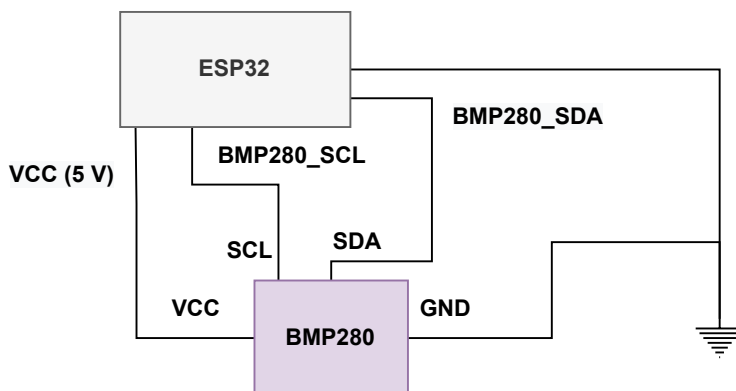 ESP32
BMP280_SDA
BMP280_SCL
VCC (5 V)
SCL
SDA
VCC
GND
BMP280